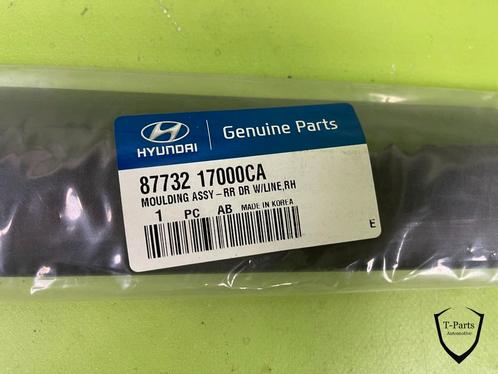 HYUNDAI
Genuine Parts
87732 17000CA
MOULDING ASSY-RR DR W/LINE,RH
1 PC AB MADE IN KOREA
E
T-Parts
Automotive